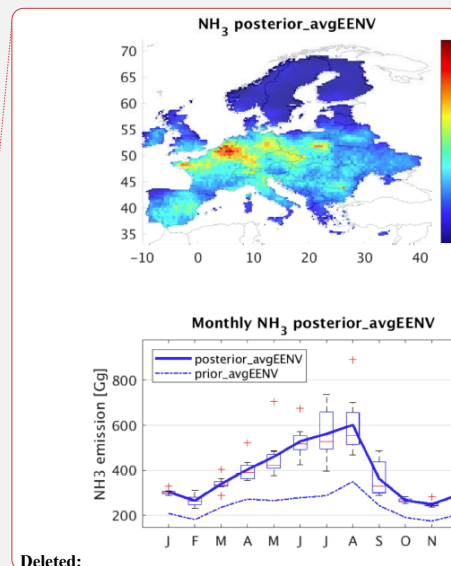 NH3 posterior_avgEENV
70
65
60
55
50
45
40
35
-10 0 10 20 30 40
Monthly NH3 posterior_avgEENV
posterior_avgEENV
prior_avgEENV
NH3 emission [Gg]
800
600
400
200
J F M A M J J A S O N
Deleted: